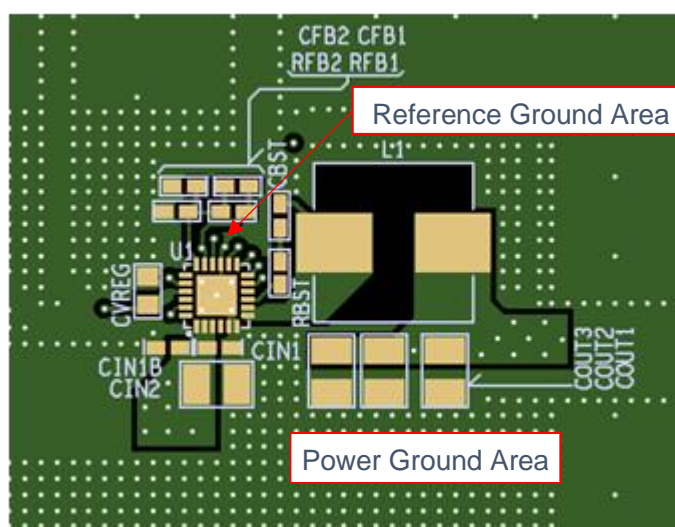 CFB2 CFB1
RFB2 RFB1
Reference Ground Area
CBST
L1
U1
CVREG
RBST
CIN1
CIN1B
CIN2
COUT3
COUT2
COUT1
Power Ground Area